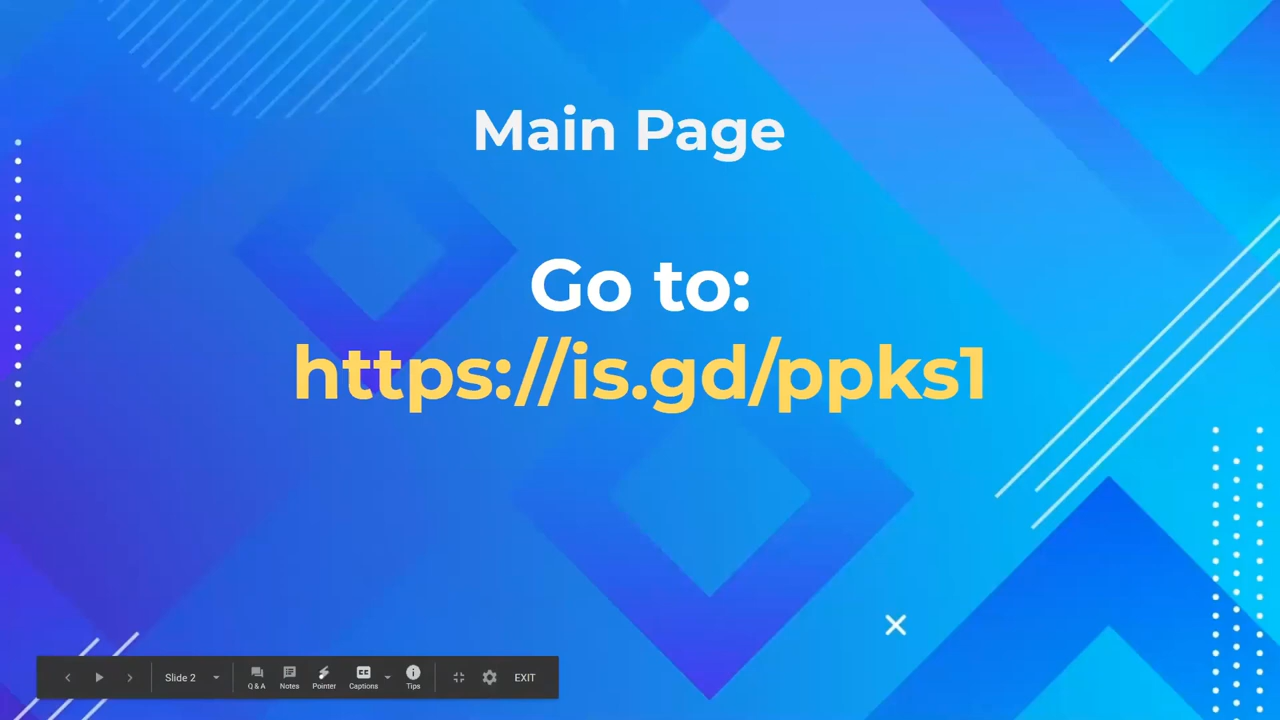 Main Page
Go to:
https://is.gd/ppks1
Slide 2
Q & A
Notes
Pointer
Captions
Tips
EXIT